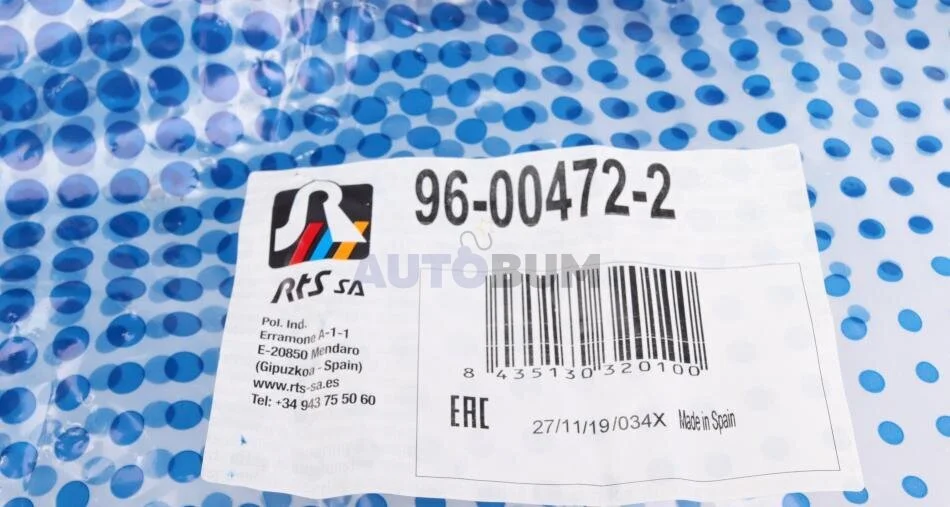 96-00472-2
RtS SA
AUTOBUM
Pol. Ind.
Erramone A-1-1
E-20850 Mendaro
(Gipuzkoa - Spain)
www.rts-sa.es
Tel: +34 943 75 50 60
8 435130 320100
EAC
27/11/19/034X Made in Spain